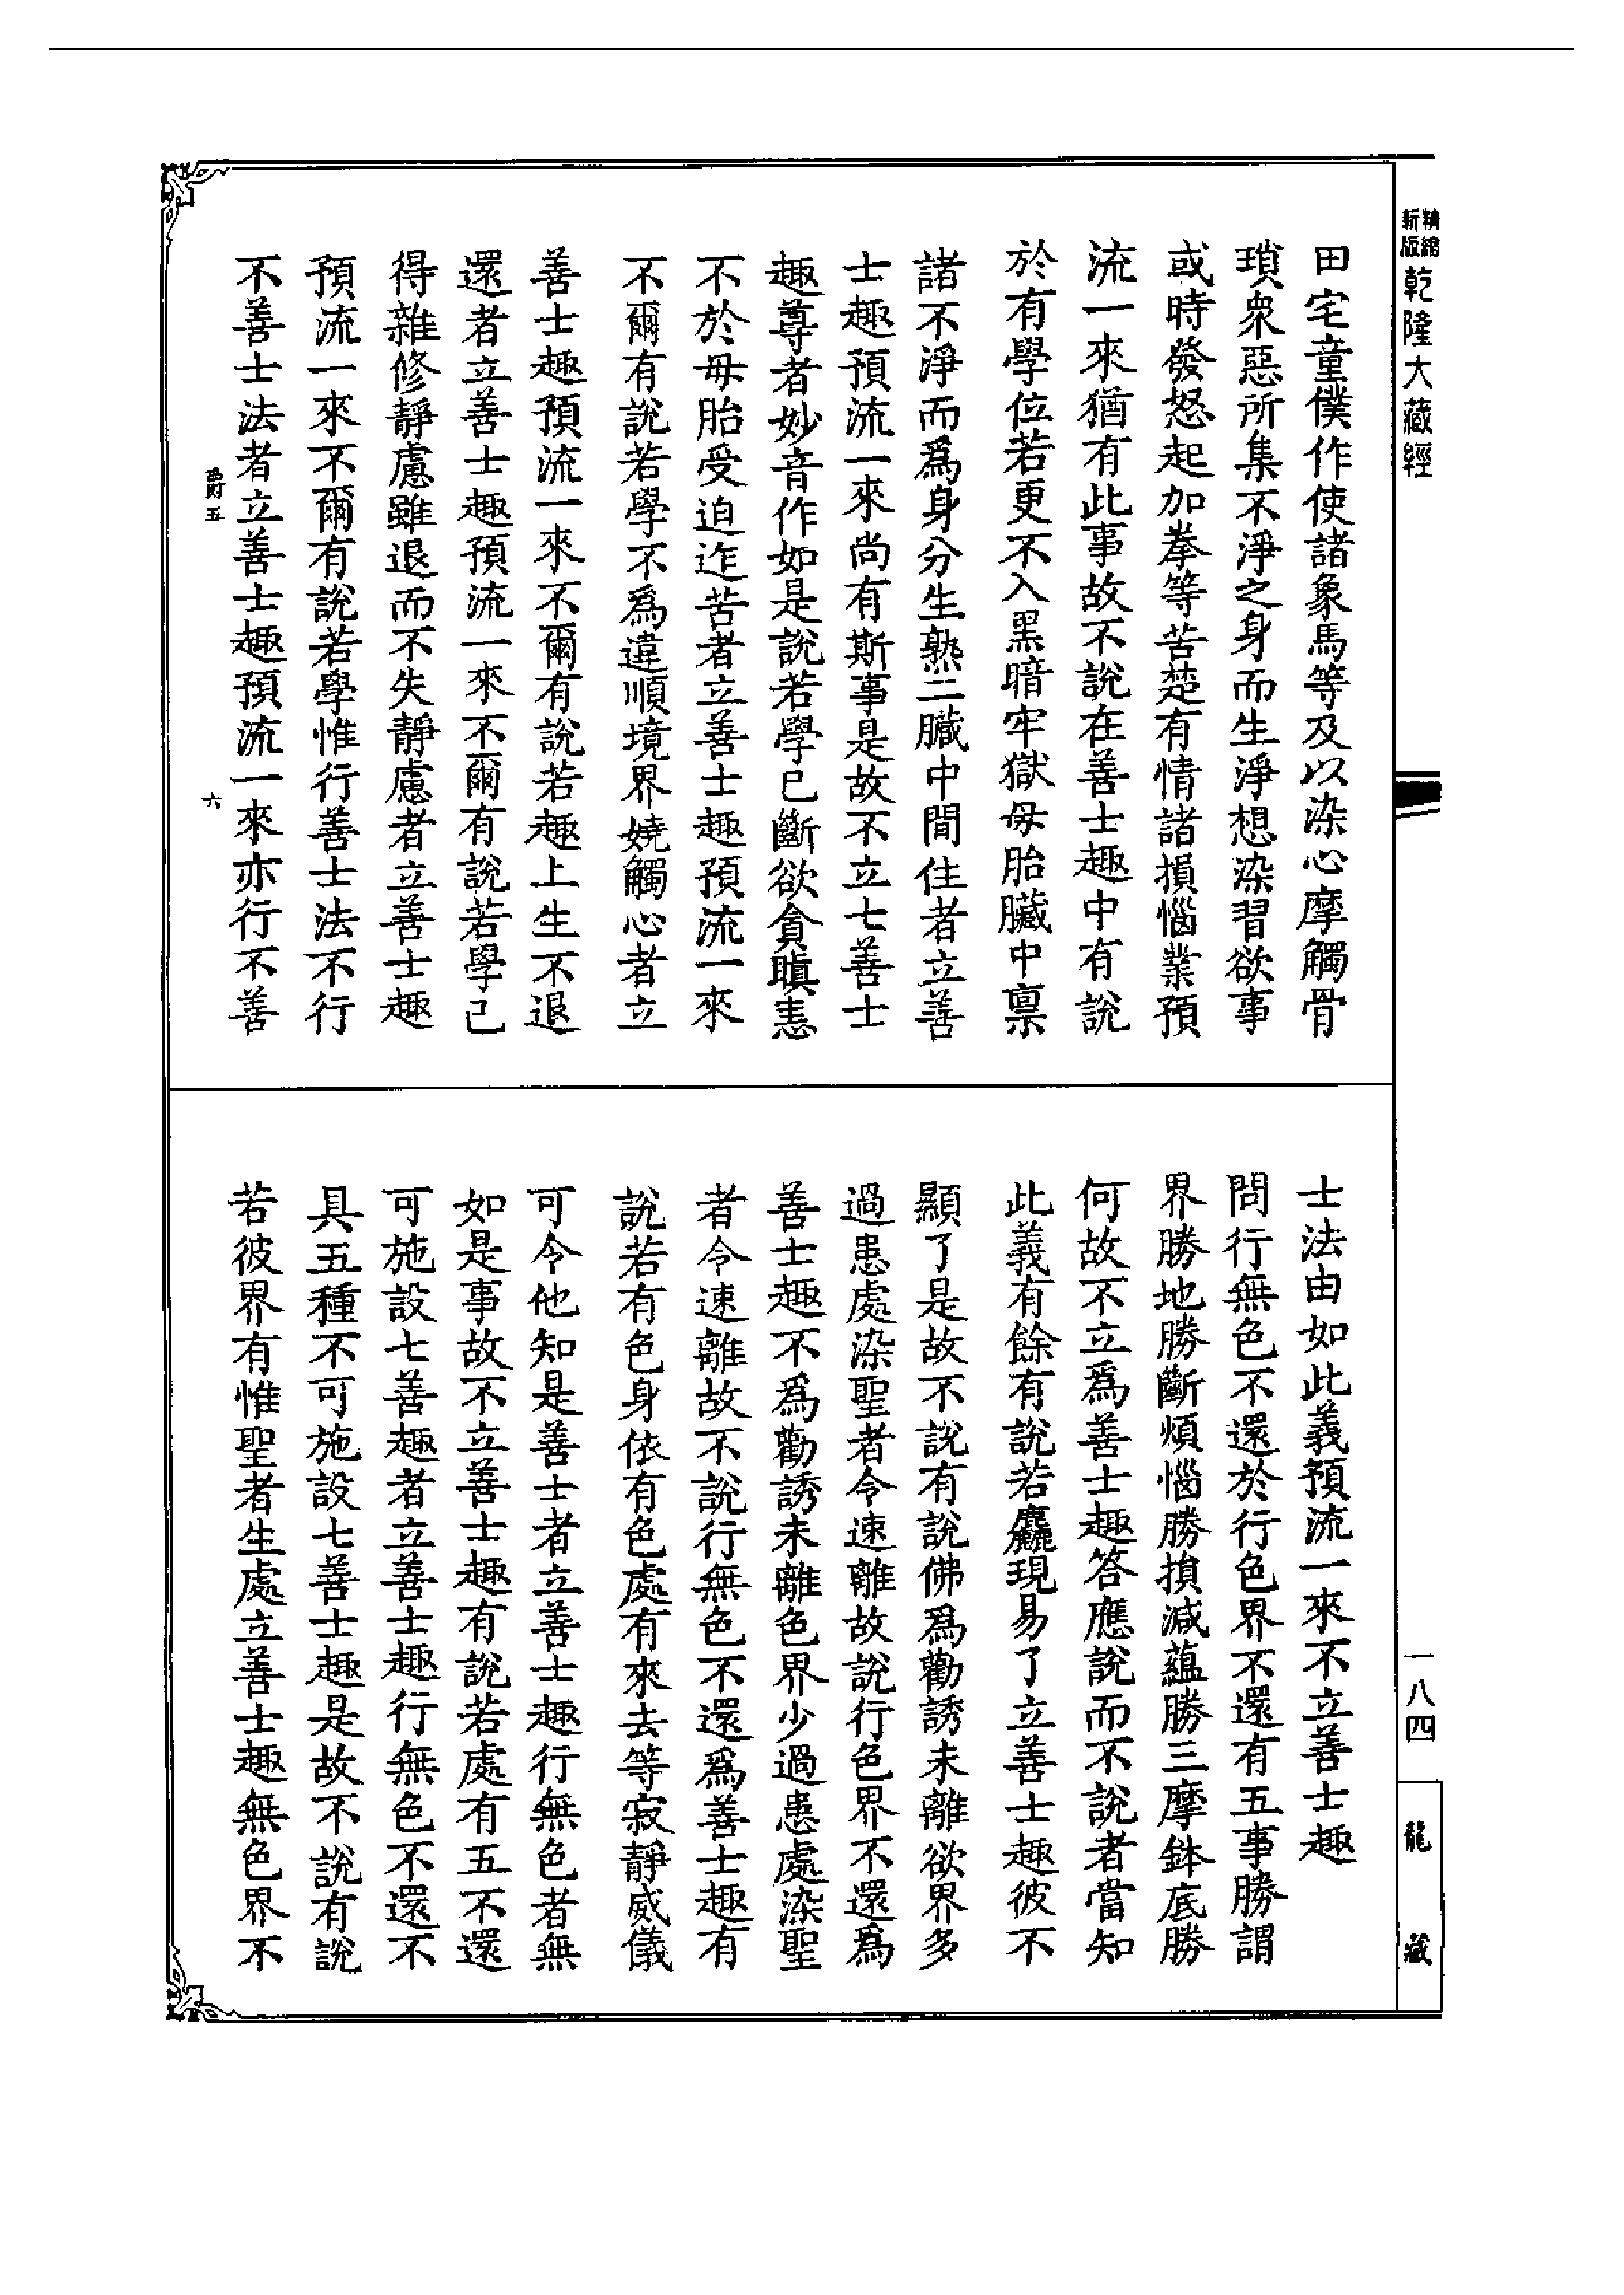 精縮新版乾隆大藏經
田宅童僕作使諸象馬等及以染心摩觸骨
瑣衆惡所集不淨之身而生淨想染習欲事
或時發怒起加拳等苦楚有情諸損惱業預
流一來猶有此事故不說在善士趣中有說
於有學位若更不入黑暗牢獄母胎臟中稟
諸不淨而爲身分生熟二臟中間住者立善
士趣預流一來尚有斯事是故不立七善士
趣尊者妙音作如是說若學已斷欲貪瞋恚
不於母胎受迫迮苦者立善士趣預流一來
不爾有說若學不爲違順境界嬈觸心者立
善士趣預流一來不爾有說若趣上生不退
還者立善士趣預流一來不爾有說若學已
得雜修靜慮雖退而不失靜慮者立善士趣
預流一來不爾有說若學惟行善士法不行
不善士法者立善士趣預流一來亦行不善
爵五
六
士法由如此義預流一來不立善士趣
問行無色不還於行色界不還有五事勝謂
界勝地勝斷煩惱勝損減蘊勝三摩鉢底勝
何故不立爲善士趣答應說而不說者當知
此義有餘有說若麤現易了立善士趣彼不
顯了是故不說有說佛爲勸誘未離欲界多
過患處染聖者令速離故說行色界不還爲
善士趣不爲勸誘未離色界少過患處染聖
者令速離故不說行無色不還爲善士趣有
說若有色身依有色處有來去等寂靜威儀
可令他知是善士者立善士趣行無色者無
如是事故不立善士趣有說若處有五不還
可施設七善趣者立善士趣行無色不還不
具五種不可施設七善士趣是故不說有說
若彼界有惟聖者生處立善士趣無色界不
一八四
龍藏